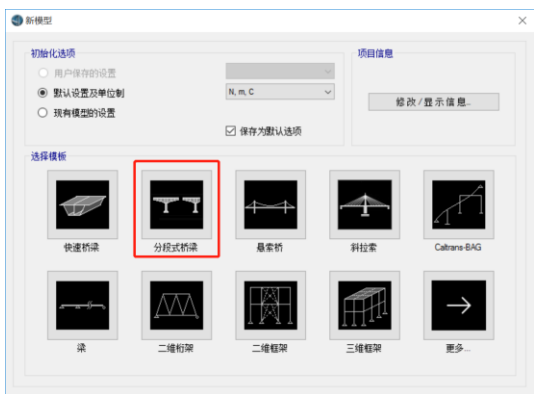 新模型
初始化选项
用户保存的设置
默认设置及单位制
N, m, C
现有模型的设置
保存为默认选项
项目信息
修改/显示信息...
选择模板
快速桥梁
分段式桥梁
悬索桥
斜拉索
Caltrans-BAG
梁
二维桁架
二维框架
三维框架
更多...